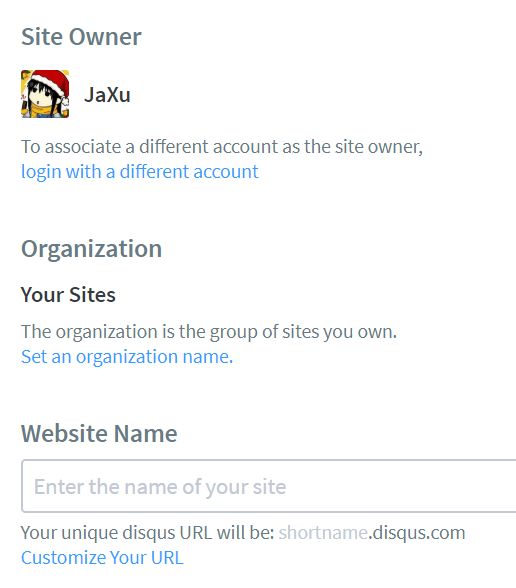 Site Owner
JaXu
To associate a different account as the site owner,
login with a different account
Organization
Your Sites
The organization is the group of sites you own.
Set an organization name.
Website Name
Enter the name of your site
Your unique disqus URL will be: shortname.disqus.com
Customize Your URL